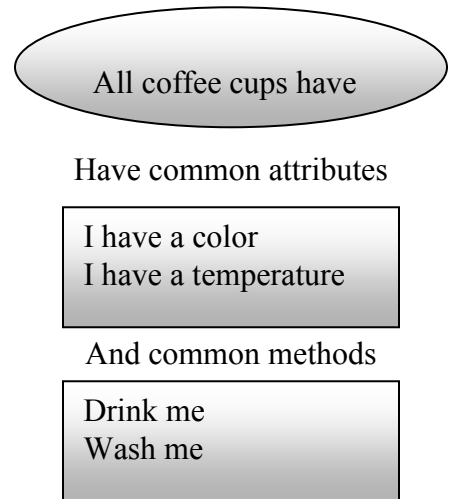 All coffee cups have
Have common attributes
I have a color
I have a temperature
And common methods
Drink me
Wash me